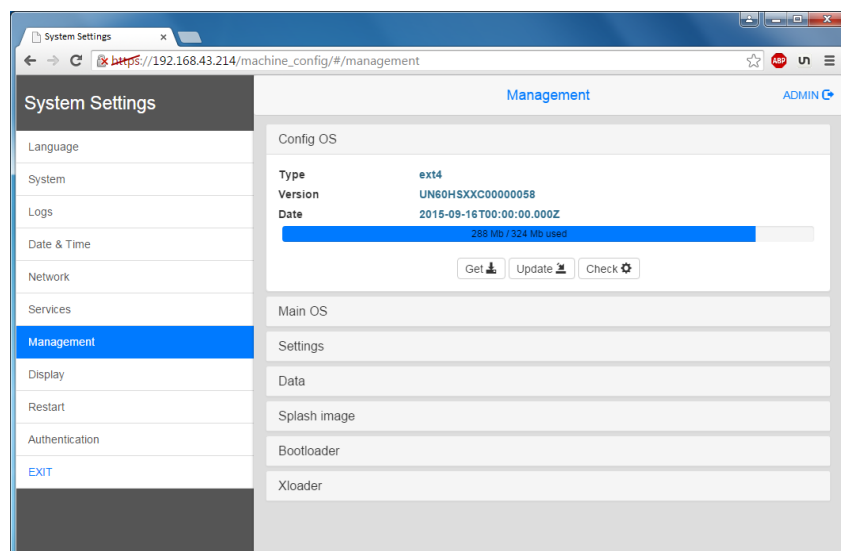 System Settings
https://192.168.43.214/machine_config/#/management
ABP
System Settings
Management
ADMIN
Language
System
Logs
Date & Time
Network
Services
Management
Display
Restart
Authentication
EXIT
Config OS
Type ext4
Version UN60HSXXC00000058
Date 2015-09-16T00:00:00.000Z
288 Mb / 324 Mb used
Get Update Check
Main OS
Settings
Data
Splash image
Bootloader
Xloader